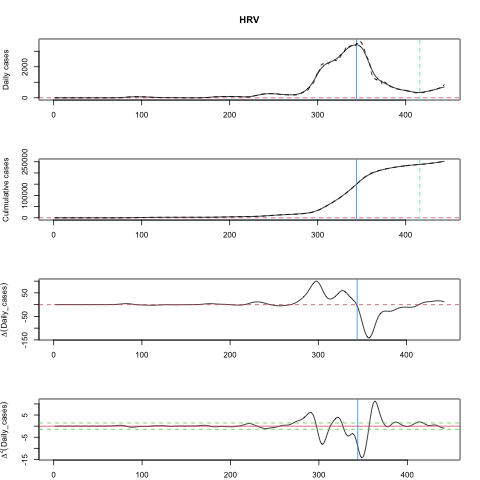 HRV
Daily cases
0 2000
0 100 200 300 400
Culmulative cases
0 100000 250000
0 100 200 300 400
Δ(Daily_cases)
-150 -50 50
0 100 200 300 400
Δ²(Daily_cases)
-15 -5 5
0 100 200 300 400